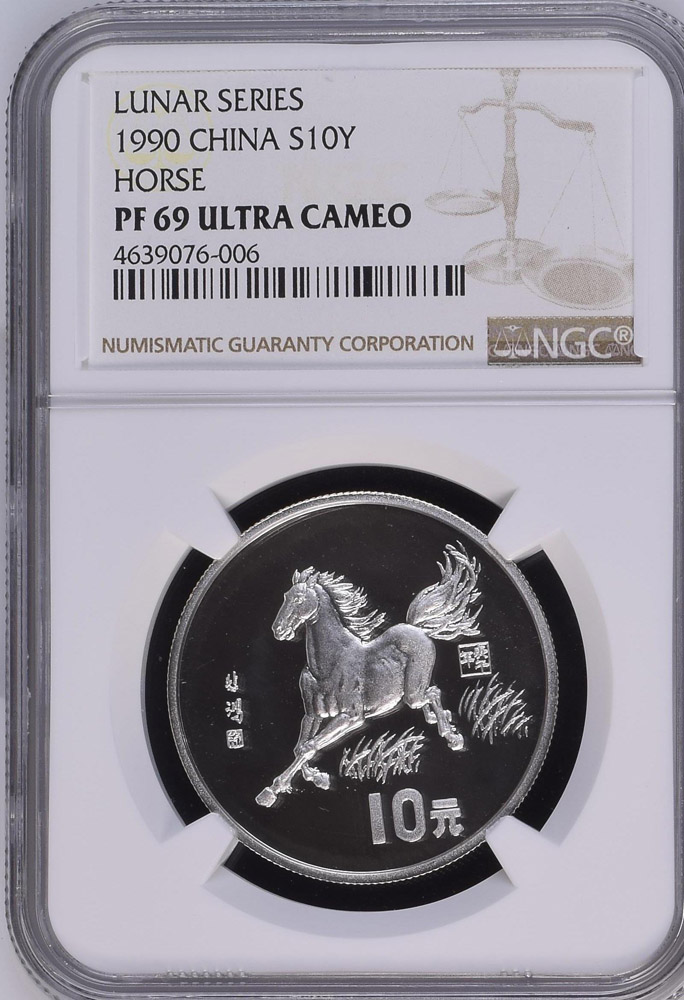 LUNAR SERIES
1990 CHINA S10Y
HORSE
PF 69 ULTRA CAMEO
4639076-006
NUMISMATIC GUARANTY CORPORATION
NGC®
10元